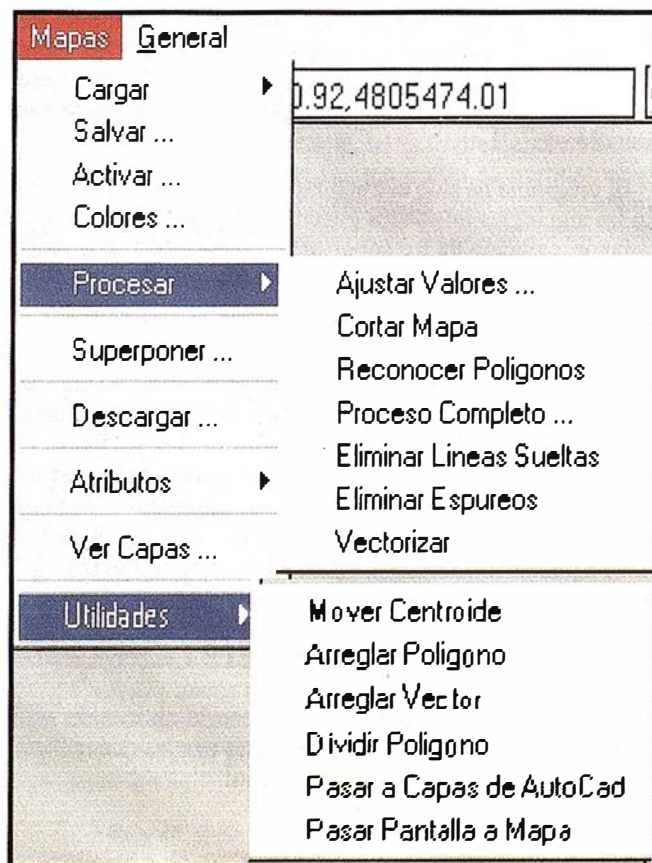 Mapas General
Cargar
0.92,4805474.01
Salvar ...
Activar ...
Colores ...
Procesar
Ajustar Valores ...
Cortar Mapa
Superponer ...
Reconocer Poligonos
Descargar ...
Proceso Completo ...
Eliminar Lineas Sueltas
Atributos
Eliminar Espureos
Ver Capas ...
Vectorizar
Utilidades
Mover Centroide
Arreglar Poligono
Arreglar Vector
Dividir Poligono
Pasar a Capas de AutoCad
Pasar Pantalla a Mapa